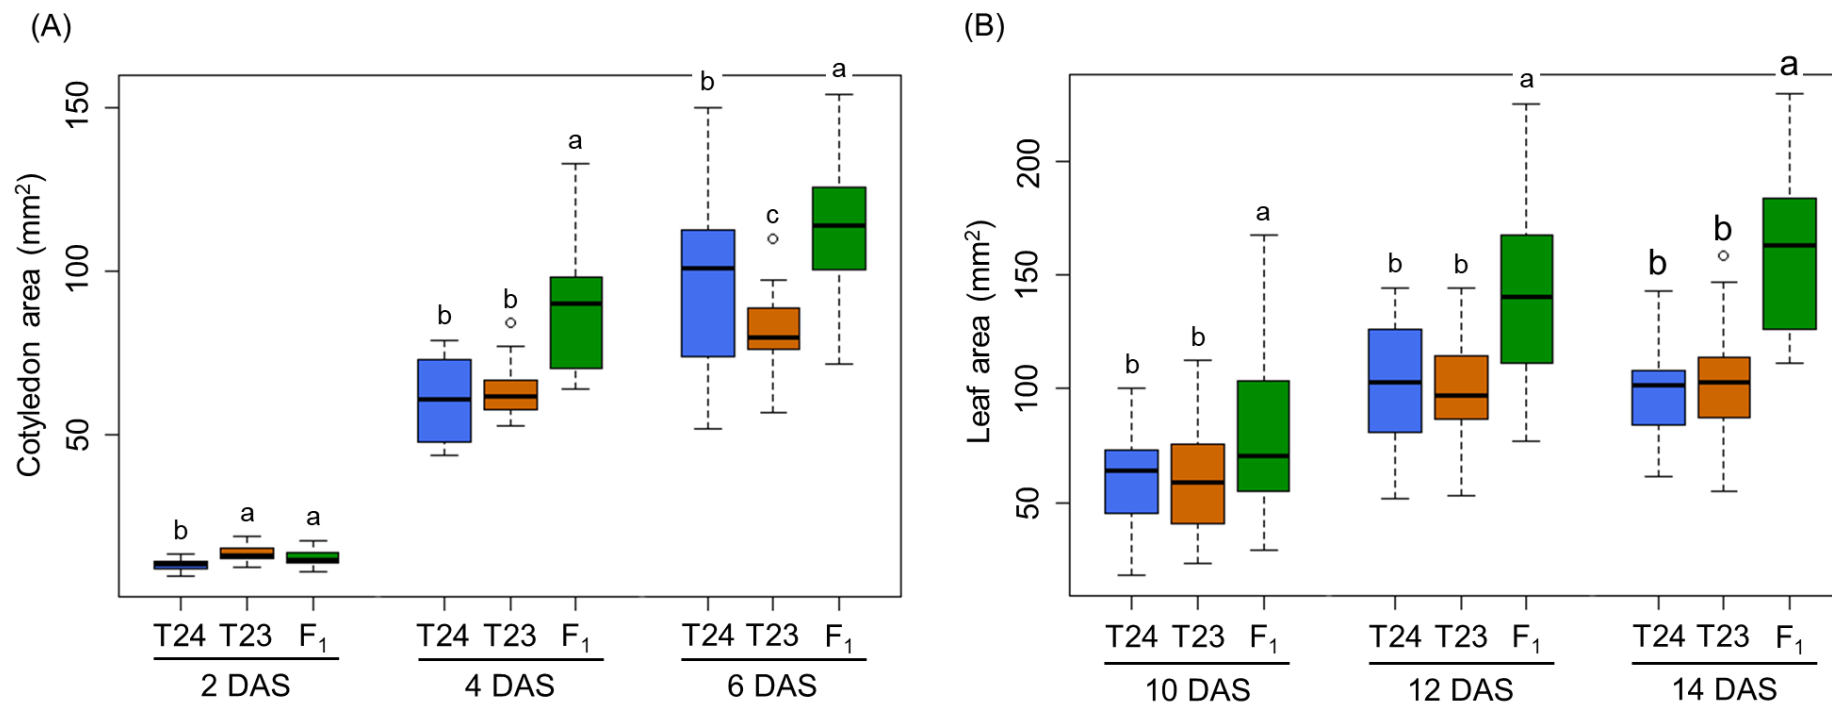 (A)
Cotyledon area (mm²)
150
100
50
b a a
b b a
b c a
T24 T23 F₁ T24 T23 F₁ T24 T23 F₁
2 DAS 4 DAS 6 DAS
(B)
Leaf area (mm²)
200
150
100
50
b b a
b b a
b b a
T24 T23 F₁ T24 T23 F₁ T24 T23 F₁
10 DAS 12 DAS 14 DAS